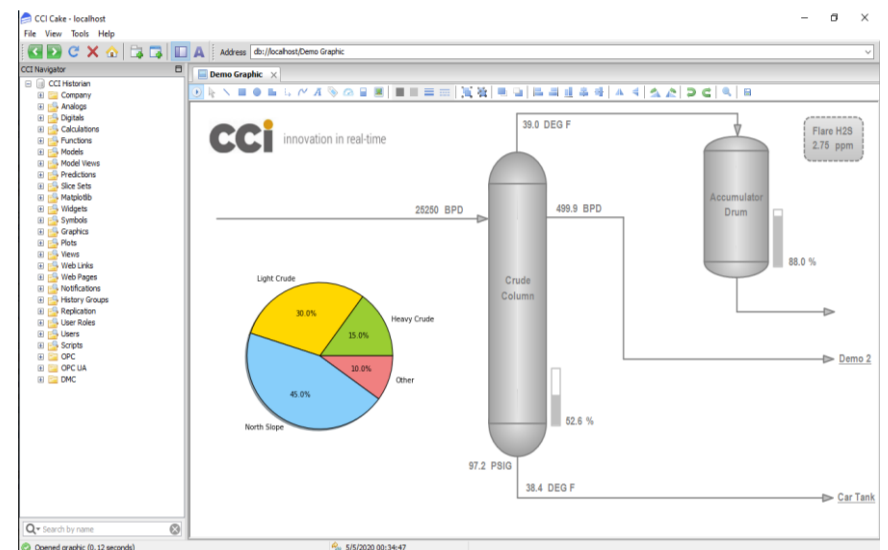 CCI Cake - localhost
File View Tools Help
Address db://localhost/Demo Graphic
CCI Navigator
CCI Historian
Company
Analogs
Digitals
Calculations
Functions
Models
Model Views
Predictions
Slice Sets
Matplotlib
Widgets
Symbols
Graphics
Plots
Views
Web Links
Web Pages
Notifications
History Groups
Replication
User Roles
Users
Scripts
OPC
OPC UA
DMC
Search by name
Demo Graphic
CCi innovation in real-time
39.0 DEG F
Flare H2S
2.75 ppm
Accumulator
Drum
25250 BPD
499.9 BPD
88.0 %
Crude
Column
Light Crude
30.0%
Heavy Crude
15.0%
10.0%
Other
45.0%
North Slope
Demo 2
52.6 %
97.2 PSIG
38.4 DEG F
Car Tank
Opened graphic (0.12 seconds)
5/5/2020 00:34:47